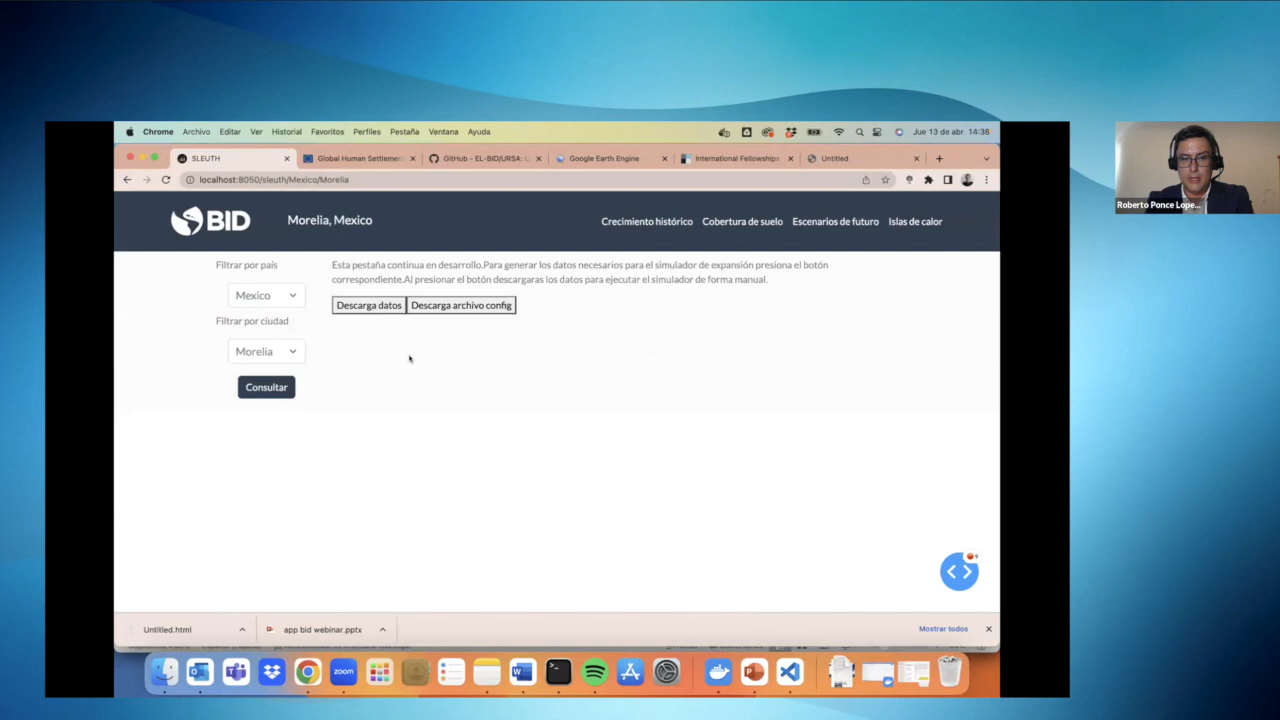 Chrome Archivo Editar Ver Historial Favoritos Perfiles Pestaña Ventana Ayuda
Jue 13 de abr 14:38
SLEUTH
Global Human Settlement
GitHub - EL-BID/URSA:
Google Earth Engine
International Fellowships
Untitled
localhost:8050/sleuth/Mexico/Morelia
BID
Morelia, Mexico
Crecimiento histórico Cobertura de suelo Escenarios de futuro Islas de calor
Filtrar por país
Mexico
Filtrar por ciudad
Morelia
Consultar
Esta pestaña continua en desarrollo.Para generar los datos necesarios para el simulador de expansión presiona el botón
correspondiente.Al presionar el botón descargaras los datos para ejecutar el simulador de forma manual.
Descarga datos Descarga archivo config
9
Untitled.html
app bid webinar.pptx
Mostrar todos
zoom
Roberto Ponce Lope...